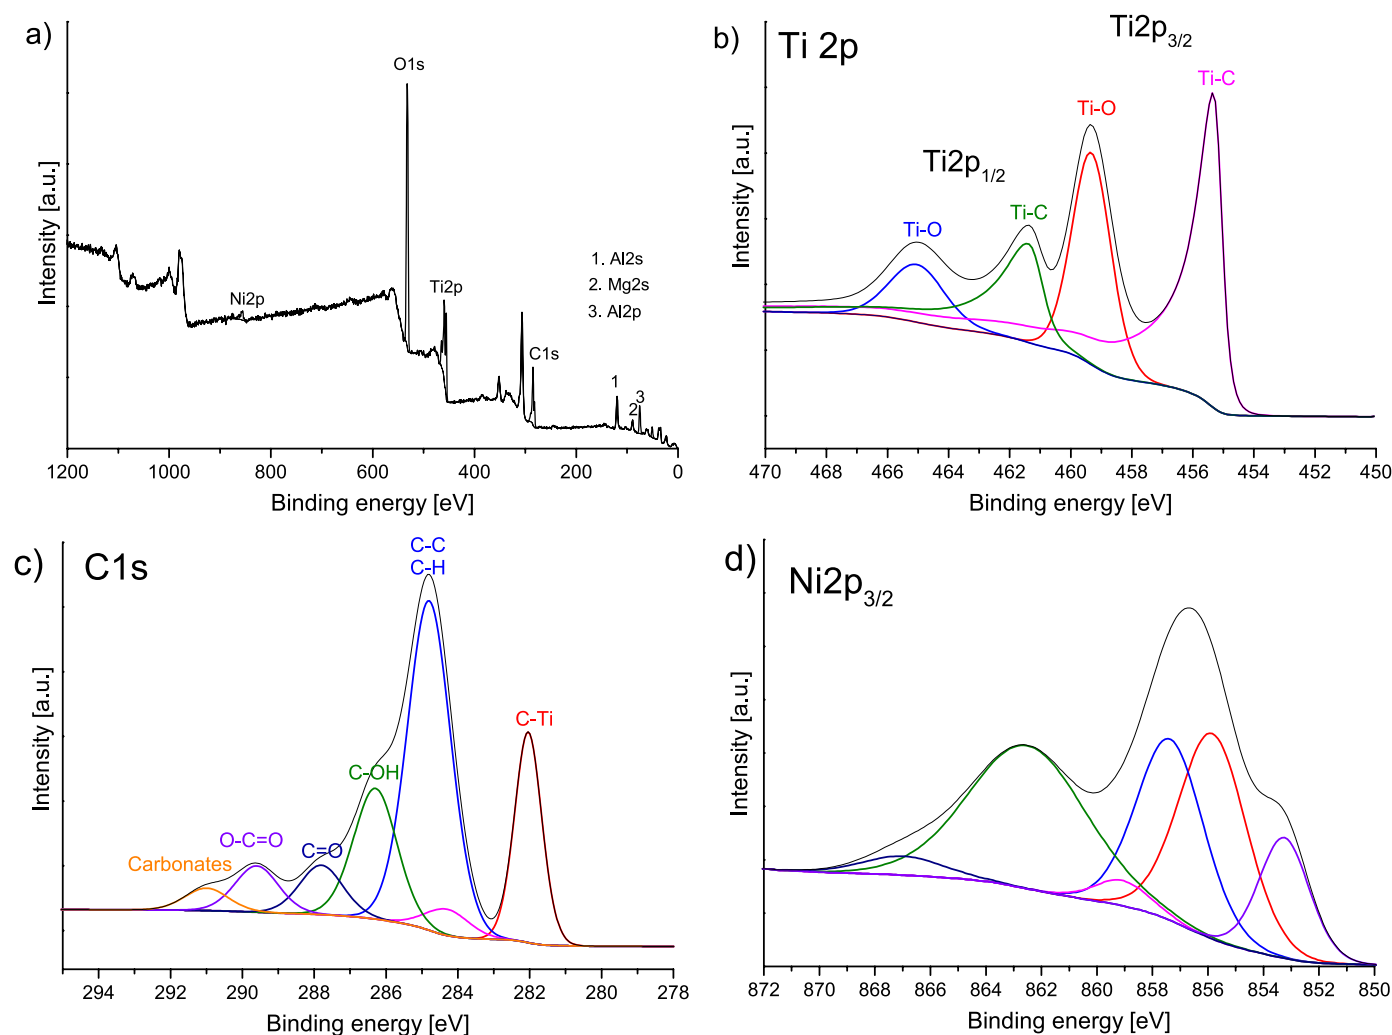 a)
O1s
Ni2p
Ti2p
C1s
1. Al2s
2. Mg2s
3. Al2p
1
2
3
Intensity [a.u.]
1200 1000 800 600 400 200 0
Binding energy [eV]
b)
Ti 2p
Ti2p3/2
Ti-C
Ti-O
Ti2p1/2
Ti-C
Ti-O
Intensity [a.u.]
470 468 466 464 462 460 458 456 454 452 450
Binding energy [eV]
c)
C1s
C-C
C-H
C-Ti
C-OH
O-C=O
C=O
Carbonates
Intensity [a.u.]
294 292 290 288 286 284 282 280 278
Binding energy [eV]
d)
Ni2p3/2
Intensity [a.u.]
872 870 868 866 864 862 860 858 856 854 852 850
Binding energy [eV]